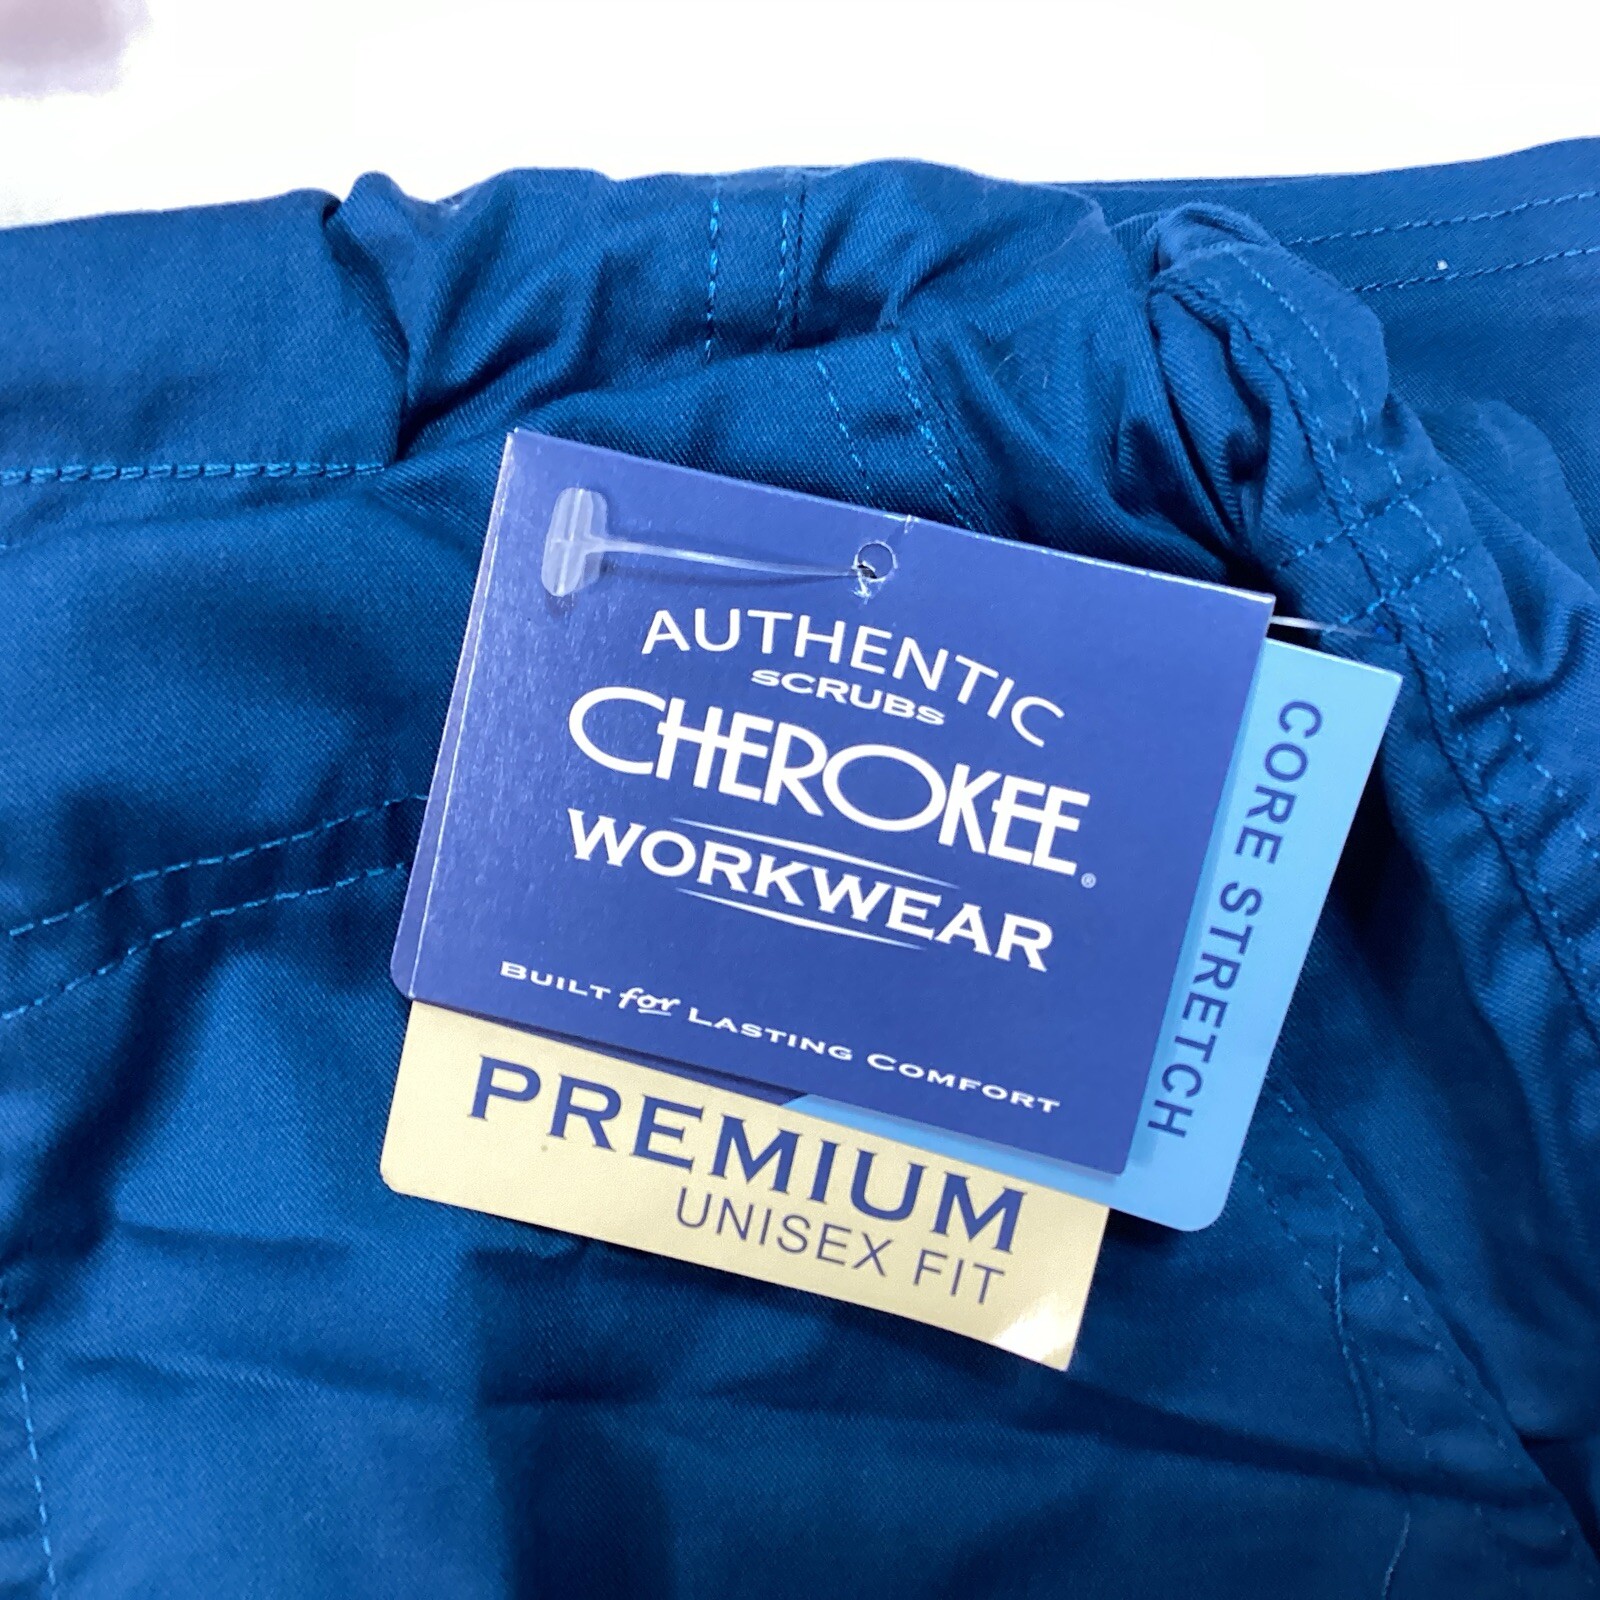 AUTHENTIC
SCRUBS
CHEROKEE®
WORKWEAR
BUILT for LASTING COMFORT
PREMIUM
UNISEX FIT
CORE STRETCH